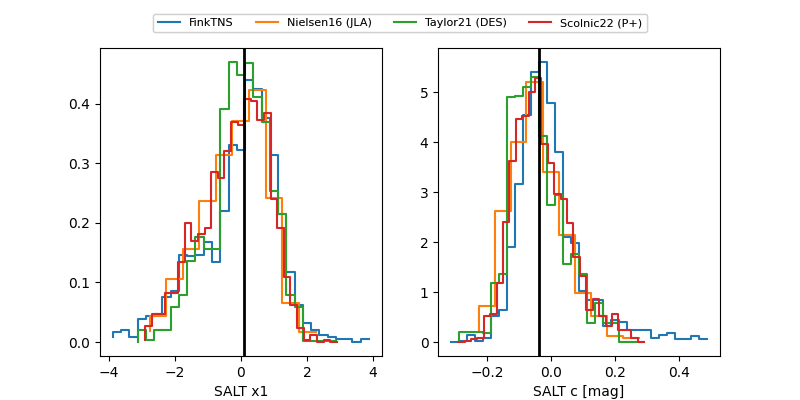 FinkTNS Nielsen16 (JLA) Taylor21 (DES) Scolnic22 (P+)
0.4
0.3
0.2
0.1
0.0
−4 −2 0 2 4
SALT x1
5
4
3
2
1
0
−0.2 0.0 0.2 0.4
SALT c [mag]